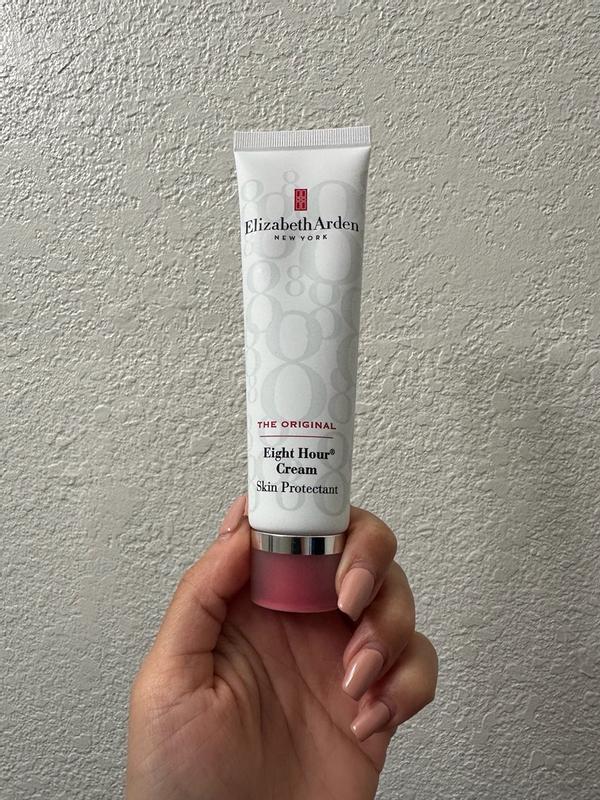 ElizabethArden
NEW YORK
THE ORIGINAL
Eight Hour®
Cream
Skin Protectant